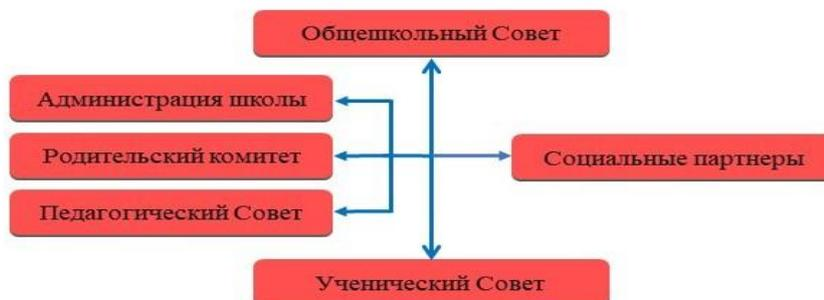 Общешкольный Совет
Администрация школы
Родительский комитет
Социальные партнеры
Педагогический Совет
Ученический Совет